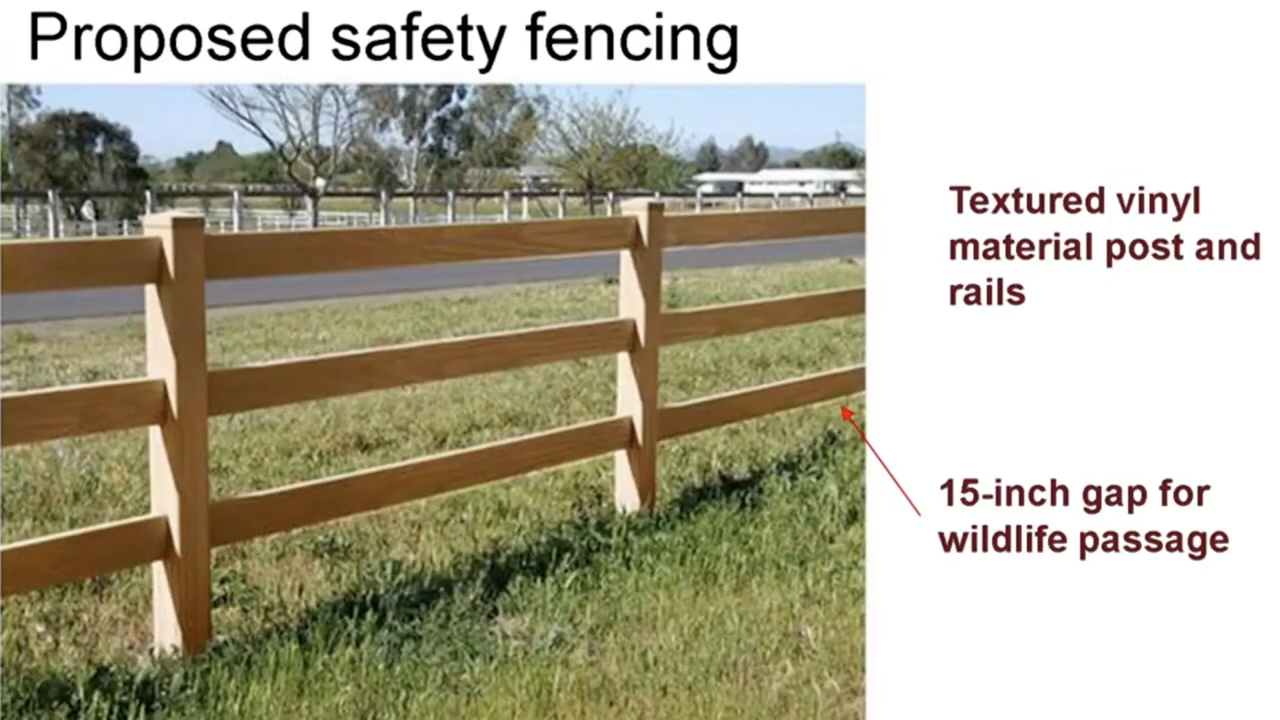 Proposed safety fencing
Textured vinyl
material post and
rails
15-inch gap for
wildlife passage